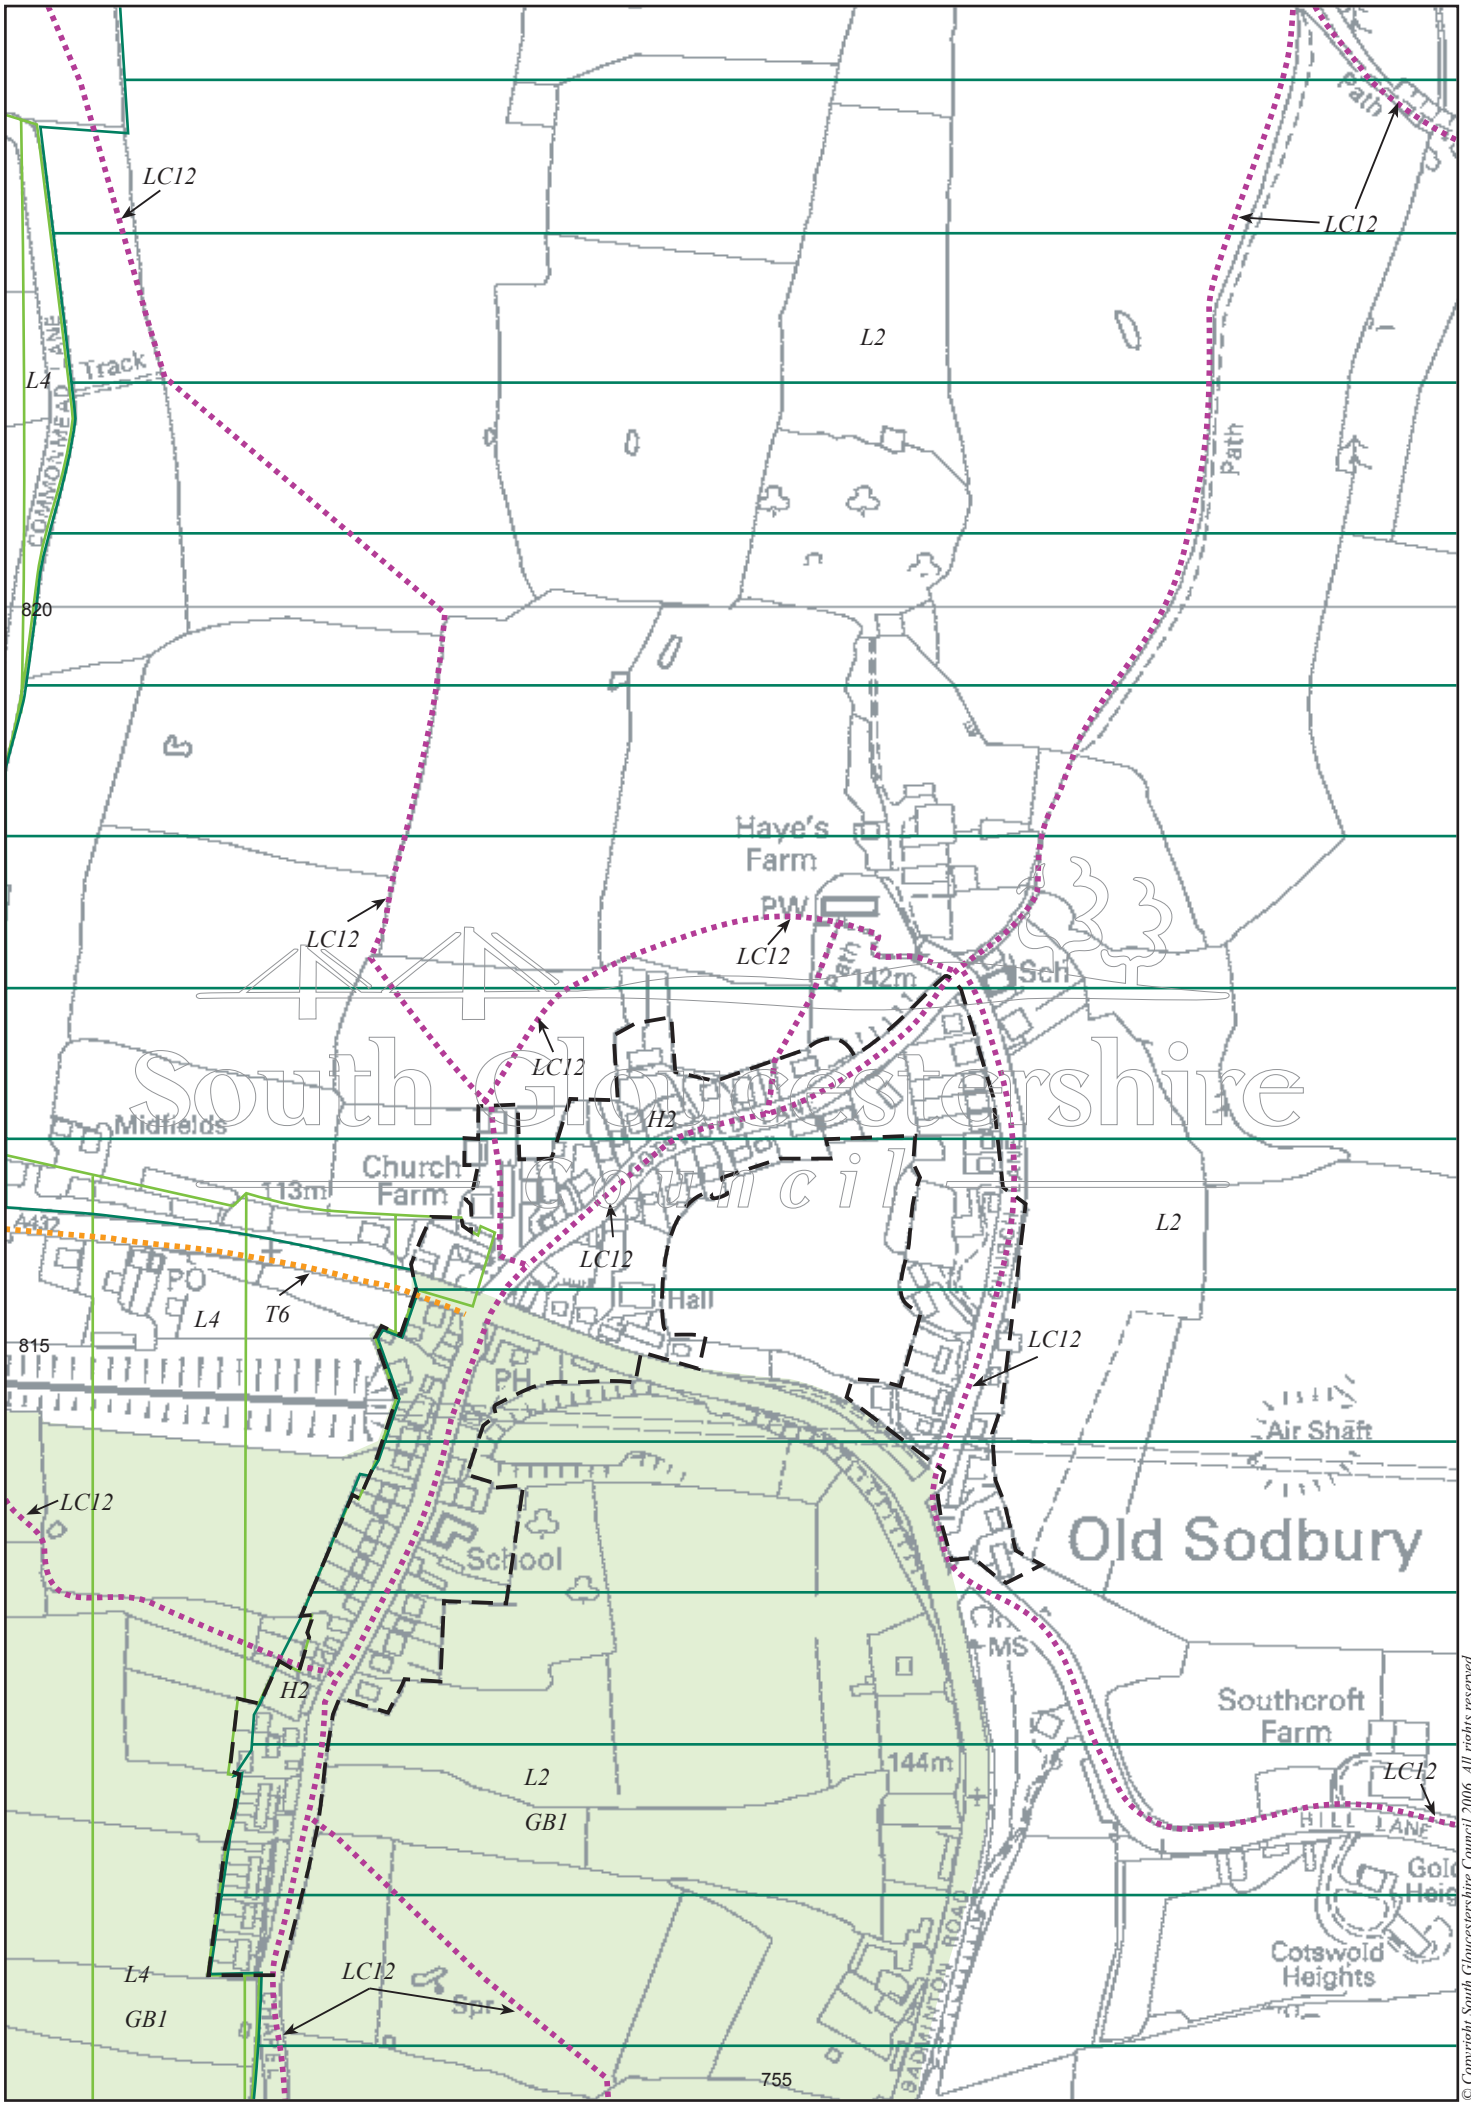 Path
LC12
LC12
L2
COMMONMEAD LANE
Track
L4
Path
820
Haye's
Farm
PW
LC12
LC12
Path
142m
Sch
LC12
South Gloucestershire
Council
H2
Midfields
Church
Farm
113m
A432
PO
L4
T6
LC12
L2
Hall
815
LC12
PH
Air Shaft
LC12
School
Old Sodbury
MS
H2
Southcroft
Farm
144m
L2
GB1
LC12
HILL LANE
L4
GB1
LC12
Spr
BADMINTON ROAD
Cotswold
Heights
755
© Copyright South Gloucestershire Council 2006. All rights reserved